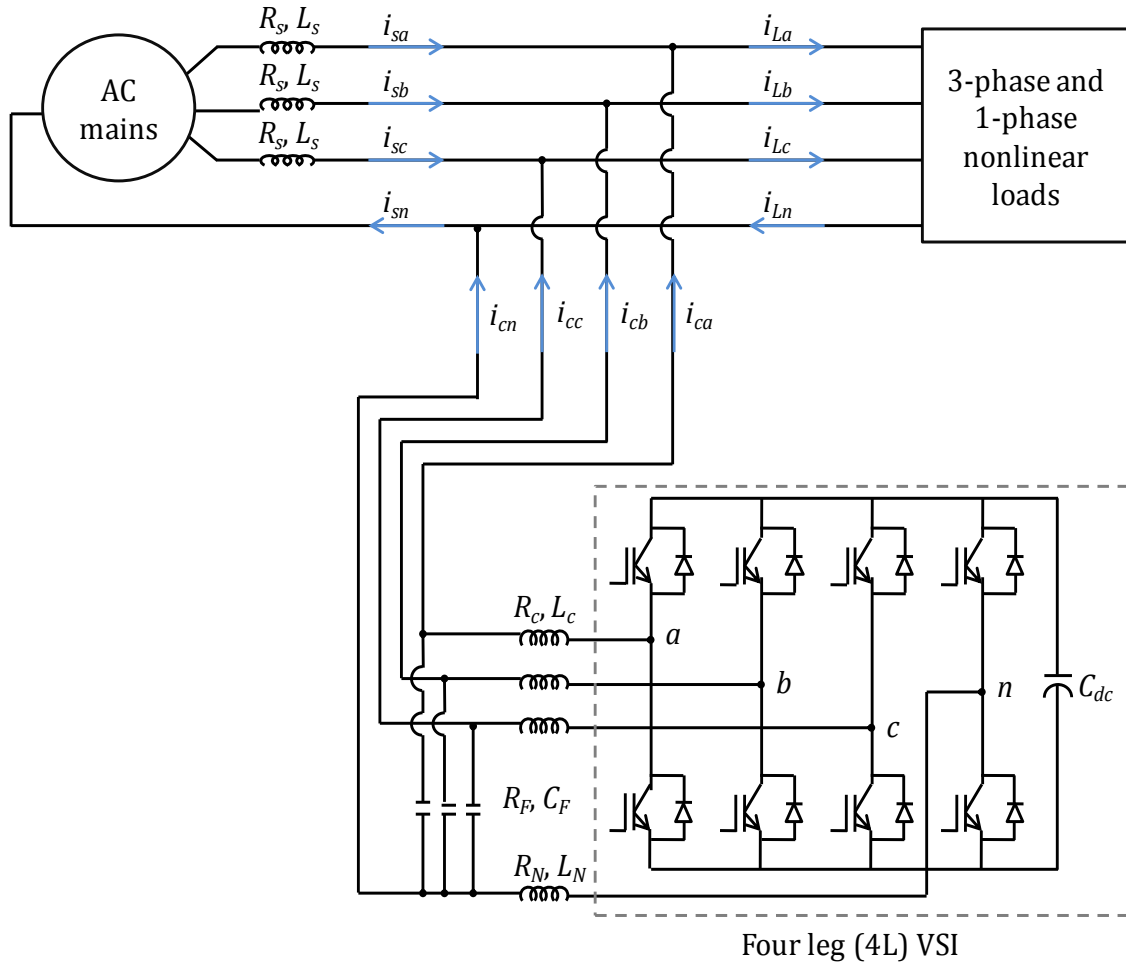 R_s, L_s
i_sa
i_La
R_s, L_s
i_sb
i_Lb
R_s, L_s
i_sc
i_Lc
i_sn
i_Ln
AC
mains
3-phase and
1-phase
nonlinear
loads
i_cn
i_cc
i_cb
i_ca
R_c, L_c
a
b
c
n
C_dc
R_F, C_F
R_N, L_N
Four leg (4L) VSI